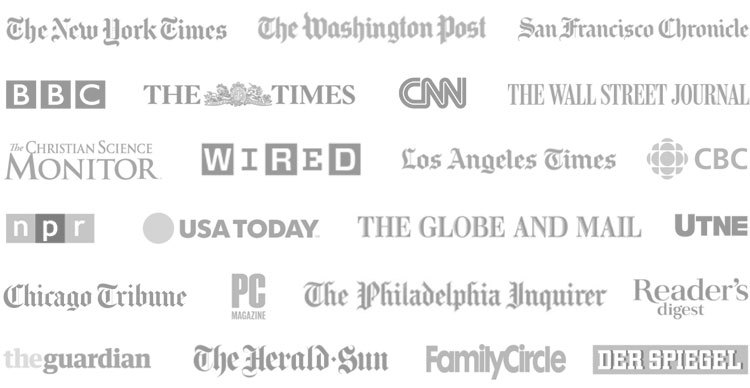 The New York Times The Washington Post San Francisco Chronicle
BBC THE TIMES CNN THE WALL STREET JOURNAL
The CHRISTIAN SCIENCE
MONITOR WIRED Los Angeles Times CBC
npr USA TODAY THE GLOBE AND MAIL UTNE
Chicago Tribune PC
MAGAZINE The Philadelphia Inquirer Reader's
digest
theguardian The Herald·Sun FamilyCircle DER SPIEGEL